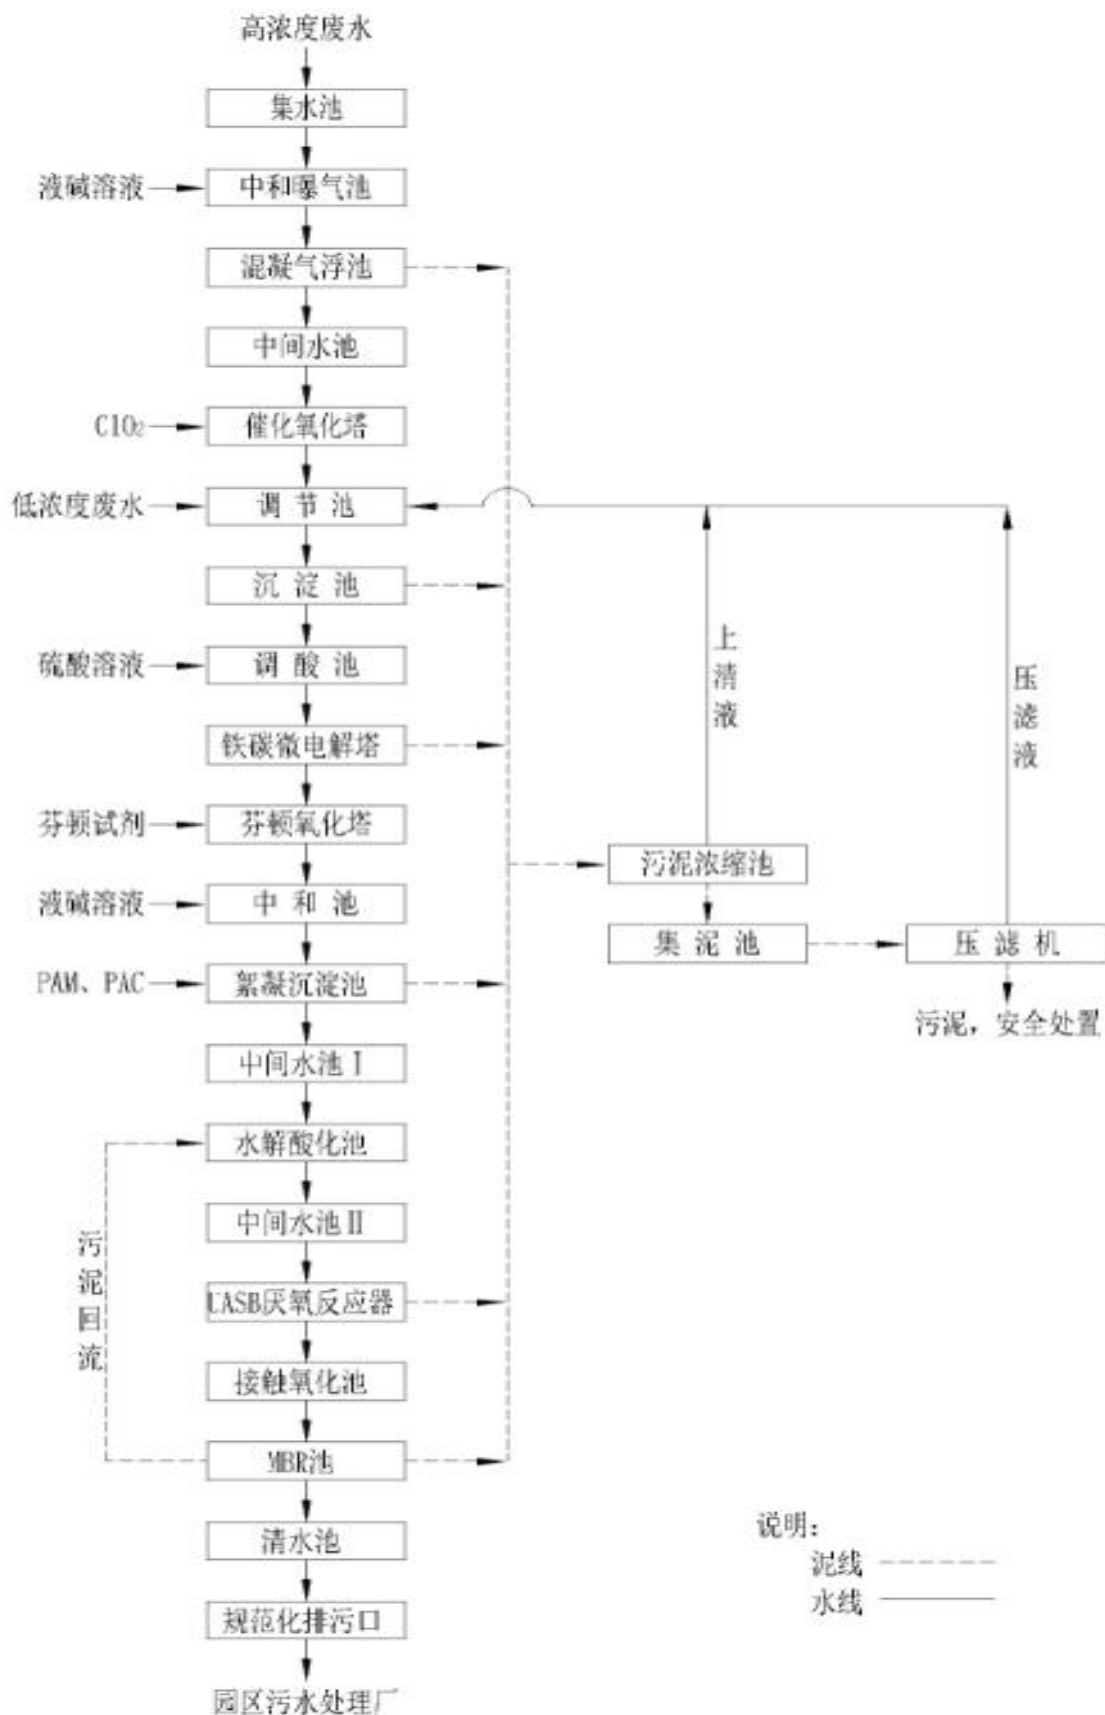 高浓度废水
集水池
液碱溶液
中和曝气池
混凝气浮池
中间水池
ClO₂
催化氧化塔
低浓度废水
调 节 池
沉 淀 池
硫酸溶液
调 酸 池
上清液
压滤液
铁碳微电解塔
芬顿试剂
芬顿氧化塔
污泥浓缩池
液碱溶液
中 和 池
集 泥 池
压 滤 机
PAM、PAC
絮凝沉淀池
污泥，安全处置
中间水池Ⅰ
水解酸化池
中间水池Ⅱ
污泥回流
UASB厌氧反应器
接触氧化池
MBR池
清水池
说明：
泥线
水线
规范化排污口
园区污水处理厂